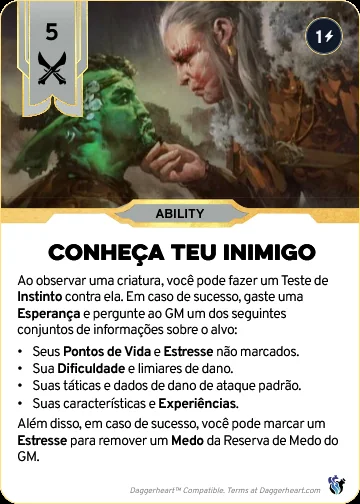 5
1
ABILITY
CONHEÇA TEU INIMIGO
Ao observar uma criatura, você pode fazer um Teste de
Instinto contra ela. Em caso de sucesso, gaste uma
Esperança e pergunte ao GM um dos seguintes
conjuntos de informações sobre o alvo:
• Seus Pontos de Vida e Estresse não marcados.
• Sua Dificuldade e limiares de dano.
• Suas táticas e dados de dano de ataque padrão.
• Suas características e Experiências.
Além disso, em caso de sucesso, você pode marcar um
Estresse para remover um Medo da Reserva de Medo do
GM.
Daggerheart™ Compatible. Terms at Daggerheart.com